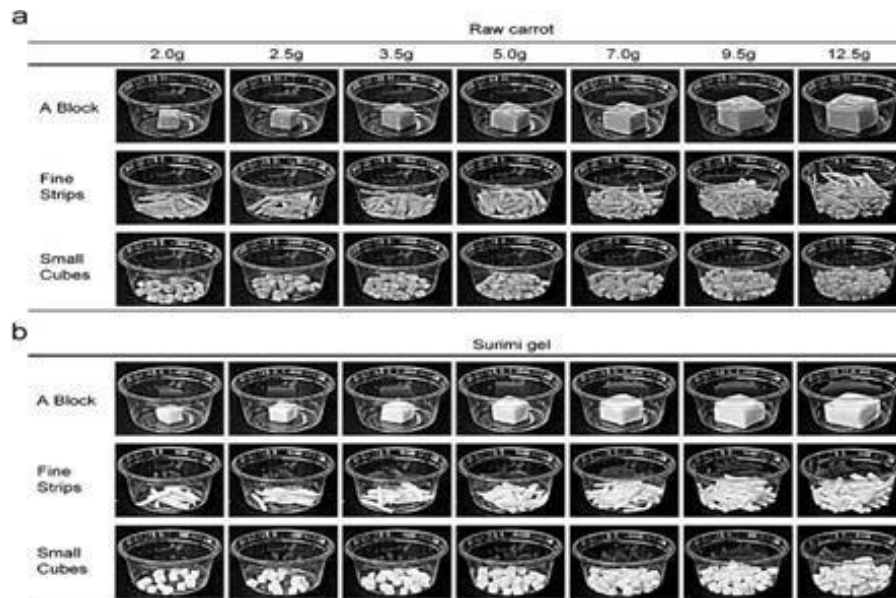 a
Raw carrot
2.0g 2.5g 3.5g 5.0g 7.0g 9.5g 12.5g
A Block
Fine
Strips
Small
Cubes
b
Surimi gel
A Block
Fine
Strips
Small
Cubes